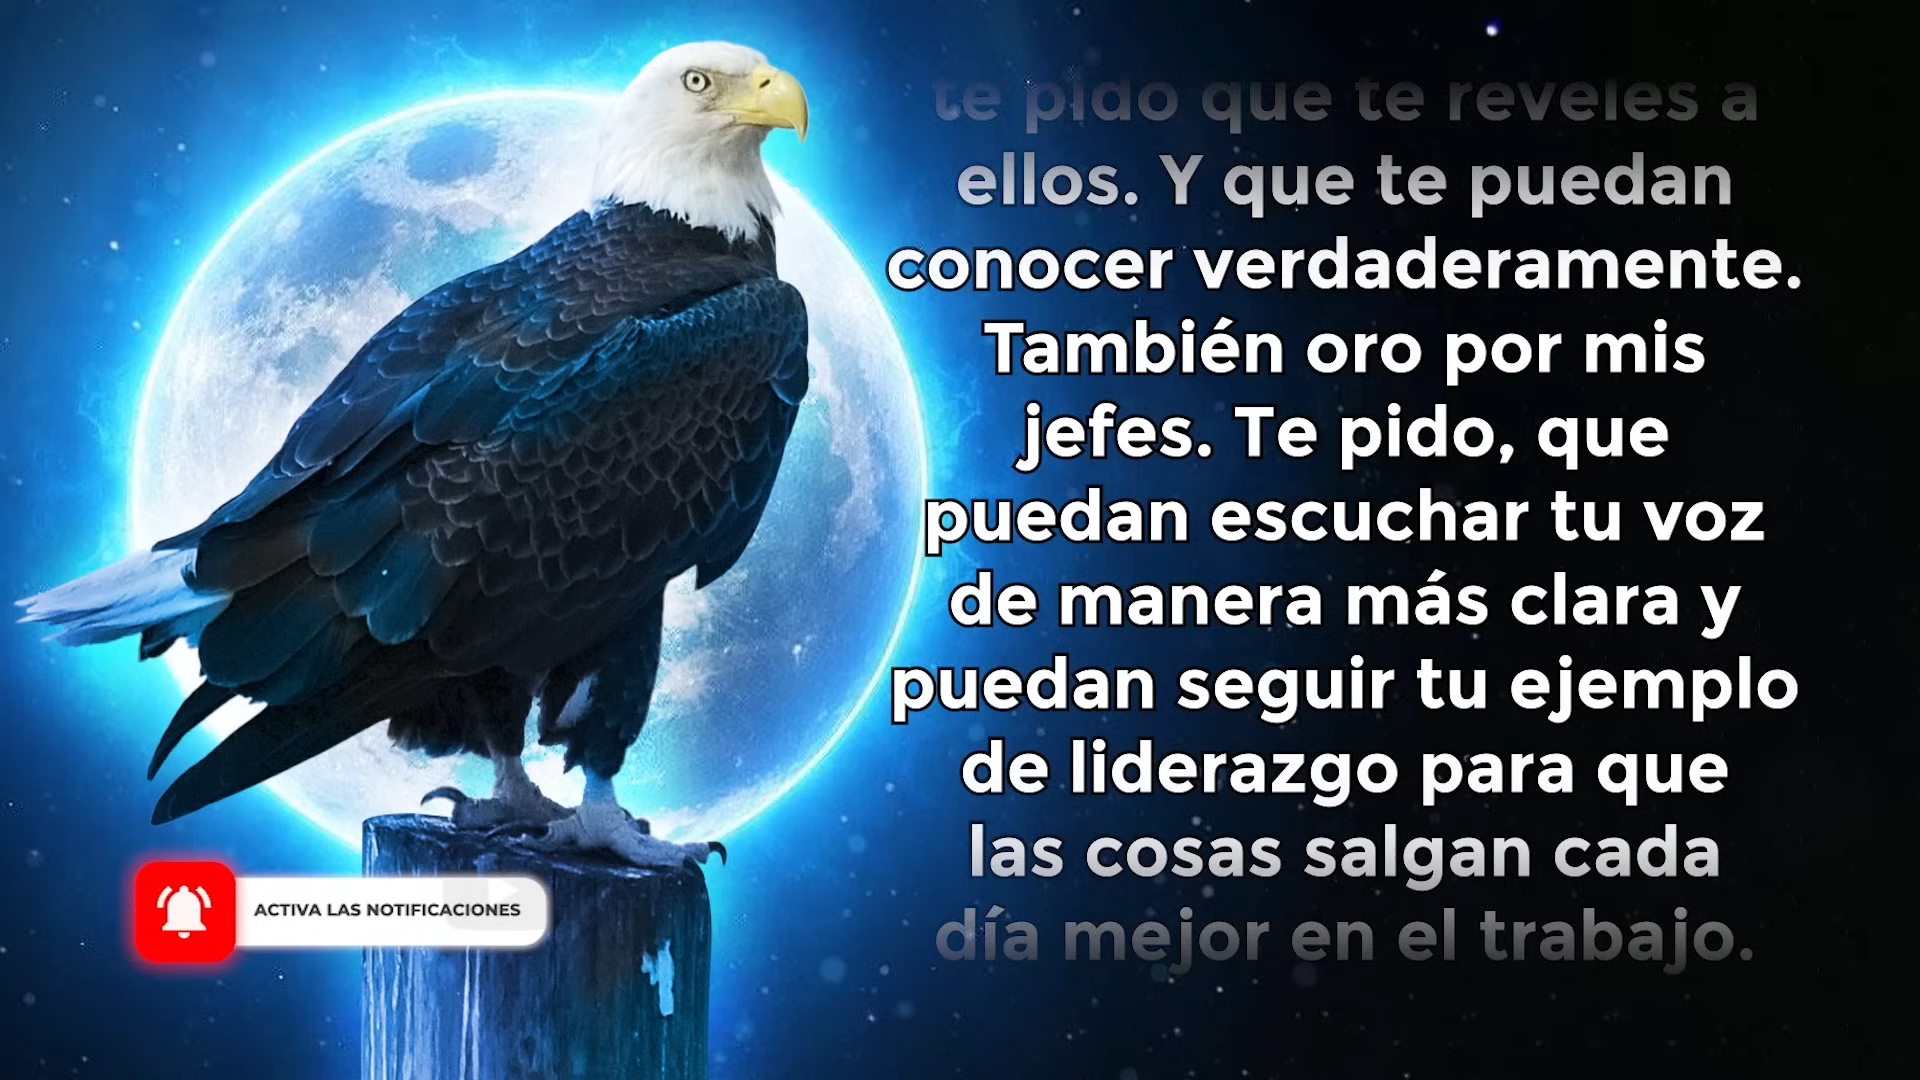 te pido que te reveles a
ellos. Y que te puedan
conocer verdaderamente.
También oro por mis
jefes. Te pido, que
puedan escuchar tu voz
de manera más clara y
puedan seguir tu ejemplo
de liderazgo para que
las cosas salgan cada
día mejor en el trabajo.
ACTIVA LAS NOTIFICACIONES